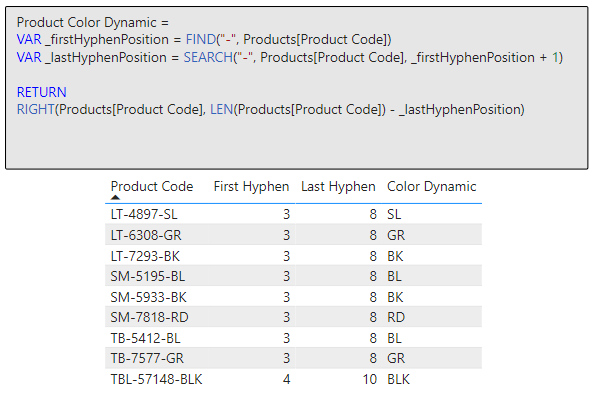 Product Color Dynamic =
VAR _firstHyphenPosition = FIND("-", Products[Product Code])
VAR _lastHyphenPosition = SEARCH("-", Products[Product Code], _firstHyphenPosition + 1)
RETURN
RIGHT(Products[Product Code], LEN(Products[Product Code]) - _lastHyphenPosition)
Product Code First Hyphen Last Hyphen Color Dynamic
LT-4897-SL 3 8 SL
LT-6308-GR 3 8 GR
LT-7293-BK 3 8 BK
SM-5195-BL 3 8 BL
SM-5933-BK 3 8 BK
SM-7818-RD 3 8 RD
TB-5412-BL 3 8 BL
TB-7577-GR 3 8 GR
TBL-57148-BLK 4 10 BLK